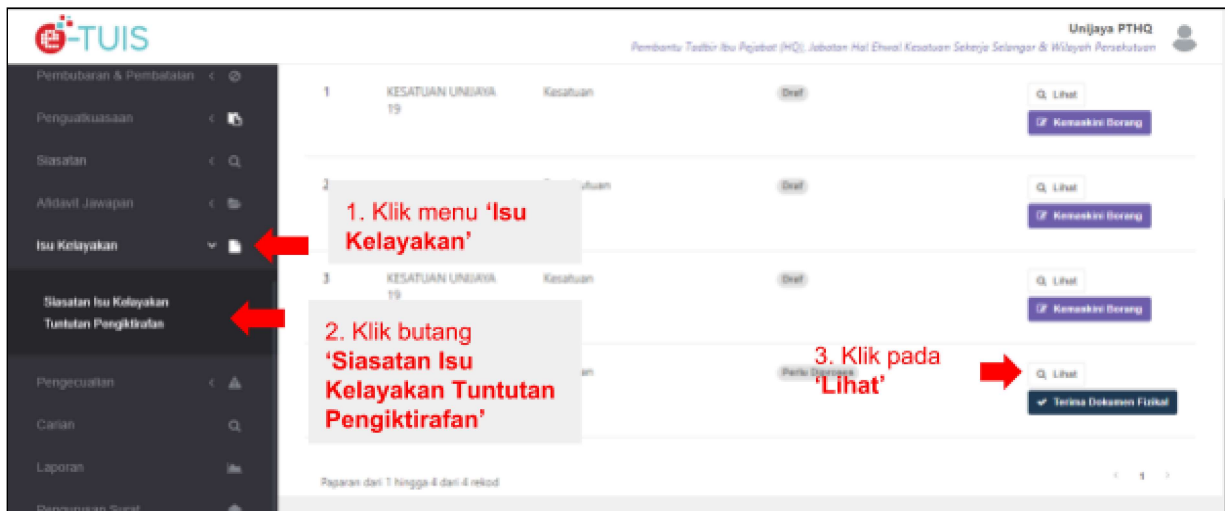 e-TUIS
Unijaya PTHQ
Pembantu Tadbir Ibu Pejabat (HQ), Jabatan Hal Ehwal Kesatuan Sekerja Selangor & Wilayah Persekutuan
Pembubaran & Pembatalan
Penguatkuasaan
Siasatan
Afidavit Jawapan
Isu Kelayakan
Siasatan Isu Kelayakan
Tuntutan Pengiktirafan
Pengecualian
Carian
Laporan
Pengurusan Surat
1 KESATUAN UNIJAYA Kesatuan Draf Lihat
19
Kemaskini Borang
2 Draf Lihat
Kemaskini Borang
1. Klik menu ‘Isu
Kelayakan’
3 KESATUAN UNIJAYA Kesatuan Draf Lihat
19
Kemaskini Borang
2. Klik butang
‘Siasatan Isu
Kelayakan Tuntutan
Pengiktirafan’
Perlu Diproses
3. Klik pada
‘Lihat’
Lihat
Terima Dokumen Fizikal
Paparan dari 1 hingga 4 dari 4 rekod
< 1 >